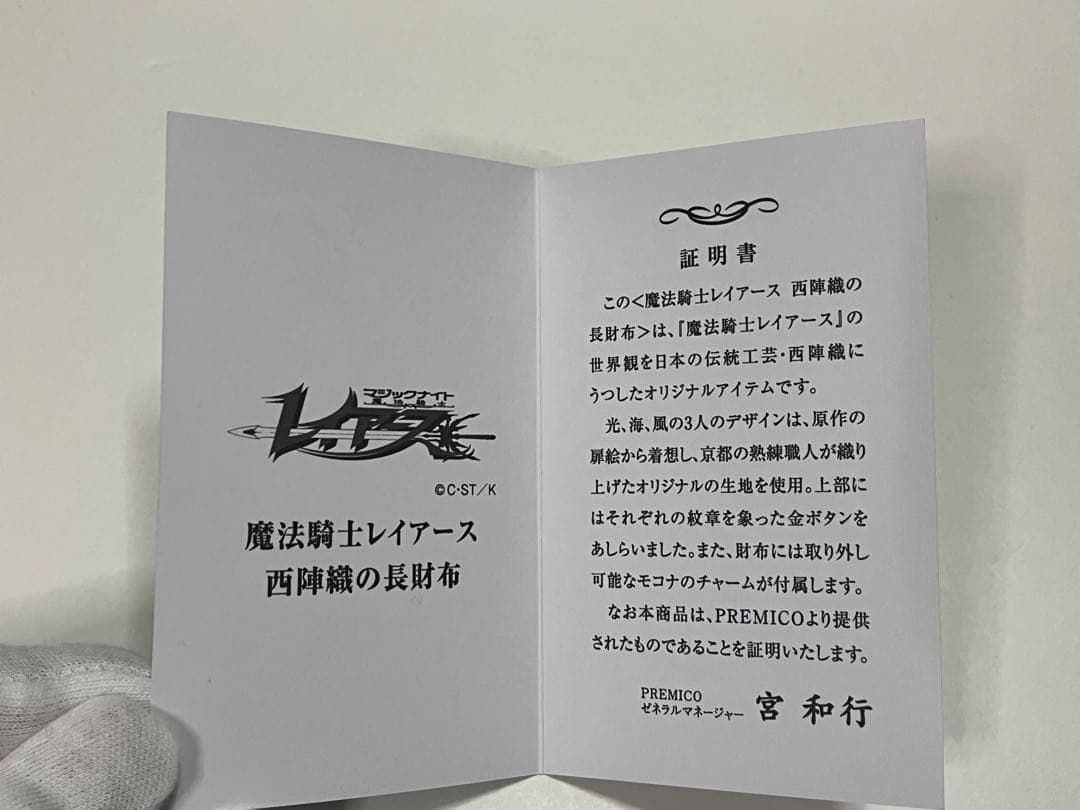 マジックナイト
魔法騎士
レイアース
©C・ST/K
魔法騎士レイアース
西陣織の長財布
証明書
この<魔法騎士レイアース 西陣織の
長財布>は、『魔法騎士レイアース』の
世界観を日本の伝統工芸・西陣織に
うつしたオリジナルアイテムです。
光、海、風の3人のデザインは、原作の
扉絵から着想し、京都の熟練職人が織り
上げたオリジナルの生地を使用。上部に
はそれぞれの紋章を象った金ボタンを
あしらいました。また、財布には取り外し
可能なモコナのチャームが付属します。
なお本商品は、PREMICOより提供
されたものであることを証明いたします。
PREMICO
ゼネラルマネージャー 宮 和行